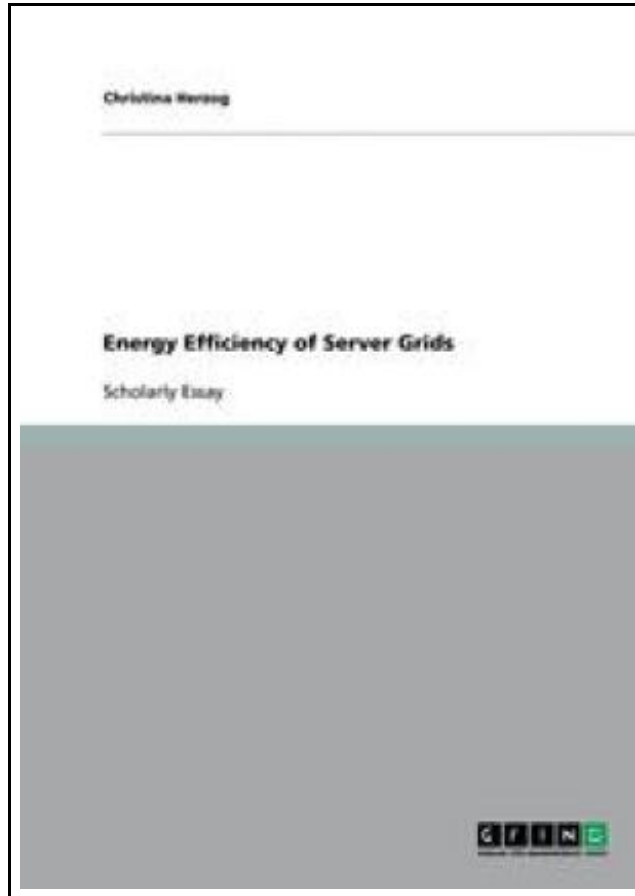 Christina Herzog
Energy Efficiency of Server Grids
Scholarly Essay
GRIN